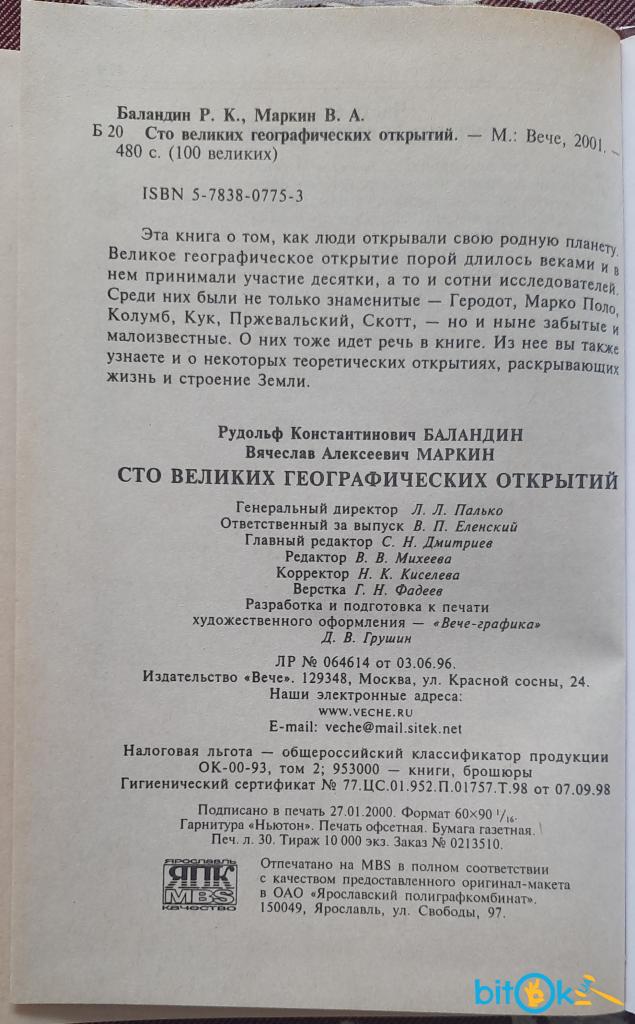 Баландин Р. К., Маркин В. А.
Б 20 Сто великих географических открытий. — М.: Вече, 2001. —
480 с. (100 великих)
ISBN 5-7838-0775-3
Эта книга о том, как люди открывали свою родную планету.
Великое географическое открытие порой длилось веками и в
нем принимали участие десятки, а то и сотни исследователей.
Среди них были не только знаменитые — Геродот, Марко Поло,
Колумб, Кук, Пржевальский, Скотт, — но и ныне забытые и
малоизвестные. О них тоже идет речь в книге. Из нее вы также
узнаете и о некоторых теоретических открытиях, раскрывающих
жизнь и строение Земли.
Рудольф Константинович БАЛАНДИН
Вячеслав Алексеевич МАРКИН
СТО ВЕЛИКИХ ГЕОГРАФИЧЕСКИХ ОТКРЫТИЙ
Генеральный директор Л. Л. Палько
Ответственный за выпуск В. П. Еленский
Главный редактор С. Н. Дмитриев
Редактор В. В. Михеева
Корректор Н. К. Киселева
Верстка Г. Н. Фадеев
Разработка и подготовка к печати
художественного оформления — «Вече-графика»
Д. В. Грушин
ЛР № 064614 от 03.06.96.
Издательство «Вече». 129348, Москва, ул. Красной сосны, 24.
Наши электронные адреса:
WWW.VECHE.RU
E-mail: veche@mail.sitek.net
Налоговая льгота — общероссийский классификатор продукции
ОК-00-93, том 2; 953000 — книги, брошюры
Гигиенический сертификат № 77.ЦС.01.952.П.01757.Т.98 от 07.09.98
Подписано в печать 27.01.2000. Формат 60×90 1/16.
Гарнитура «Ньютон». Печать офсетная. Бумага газетная.
Печ. л. 30. Тираж 10 000 экз. Заказ № 0213510.
ЯРОСЛАВЛЬ
ЯПК
MBS
КАЧЕСТВО
Отпечатано на MBS в полном соответствии
с качеством предоставленного оригинал-макета
в ОАО «Ярославский полиграфкомбинат».
150049, Ярославль, ул. Свободы, 97.
bitOk